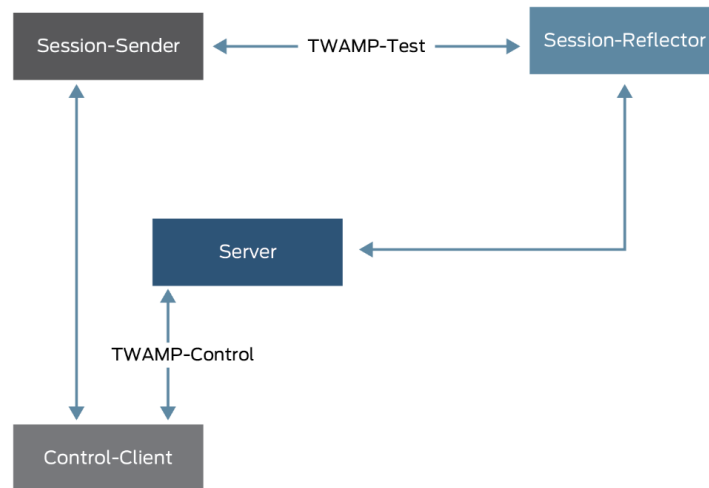 Session-Sender
TWAMP-Test
Session-Reflector
Server
TWAMP-Control
Control-Client